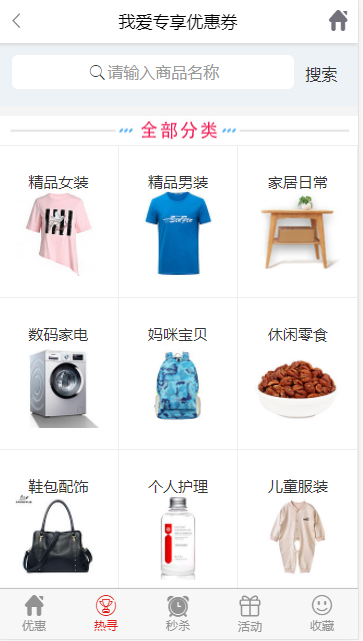 我爱专享优惠券
请输入商品名称 搜索
全部分类
精品女装 精品男装 家居日常
数码家电 妈咪宝贝 休闲零食
鞋包配饰 个人护理 儿童服装
优惠 热寻 秒杀 活动 收藏